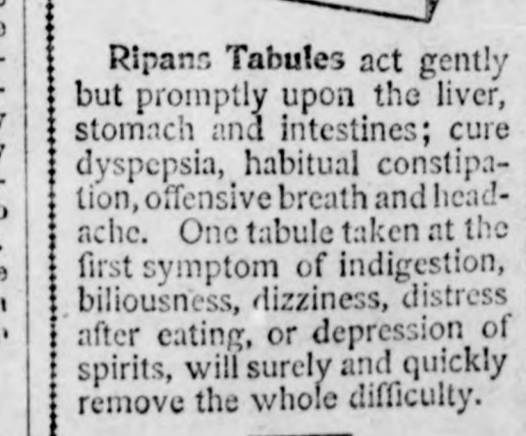 Ripans Tabules act gently
but promptly upon the liver,
stomach and intestines; cure
dyspepsia, habitual constipa-
tion, offensive breath and head-
ache. One tabule taken at the
first symptom of indigestion,
biliousness, dizziness, distress
after eating, or depression of
spirits, will surely and quickly
remove the whole difficulty.